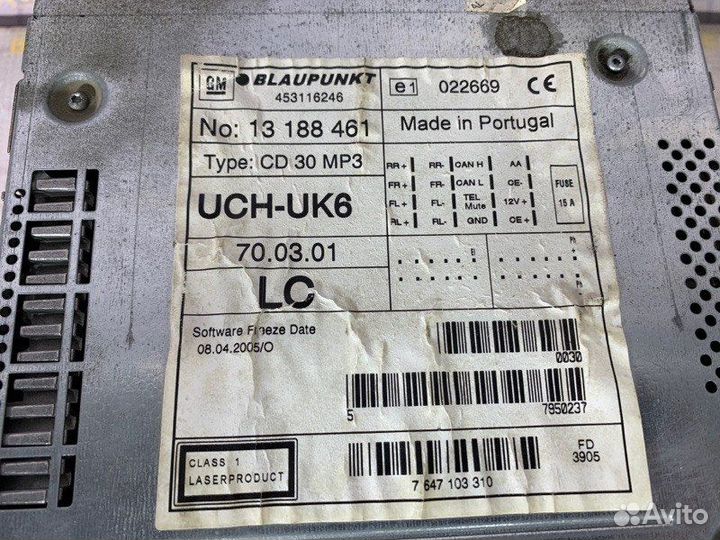 GM BLAUPUNKT
453116246
e1 022669 CE
No: 13 188 461
Made in Portugal
Type: CD 30 MP3
UCH-UK6
70.03.01
LC
RR+ RR- CAN H AA
FR+ FR- CAN L OE-
FL+ FL- TEL Mute 12V+
RL+ RL- GND OE+
FUSE
15 A
Software Freeze Date
08.04.2005/O
0030
5 7950237
CLASS 1
LASERPRODUCT
7 647 103 310
FD
3905
Avito